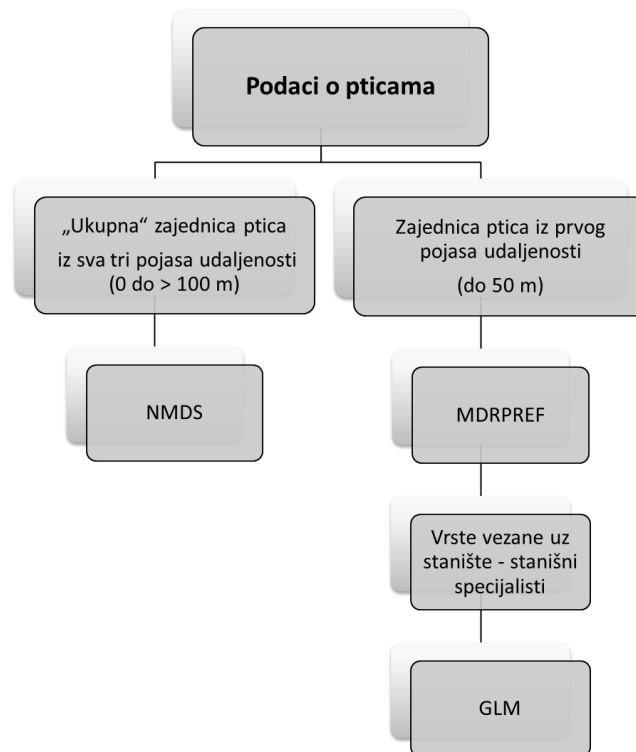 Podaci o pticama
„Ukupna“ zajednica ptica
iz sva tri pojasa udaljenosti
(0 do > 100 m)
Zajednica ptica iz prvog
pojasa udaljenosti
(do 50 m)
NMDS
MDRPREF
Vrste vezane uz
stanište - stanišni
specijalisti
GLM